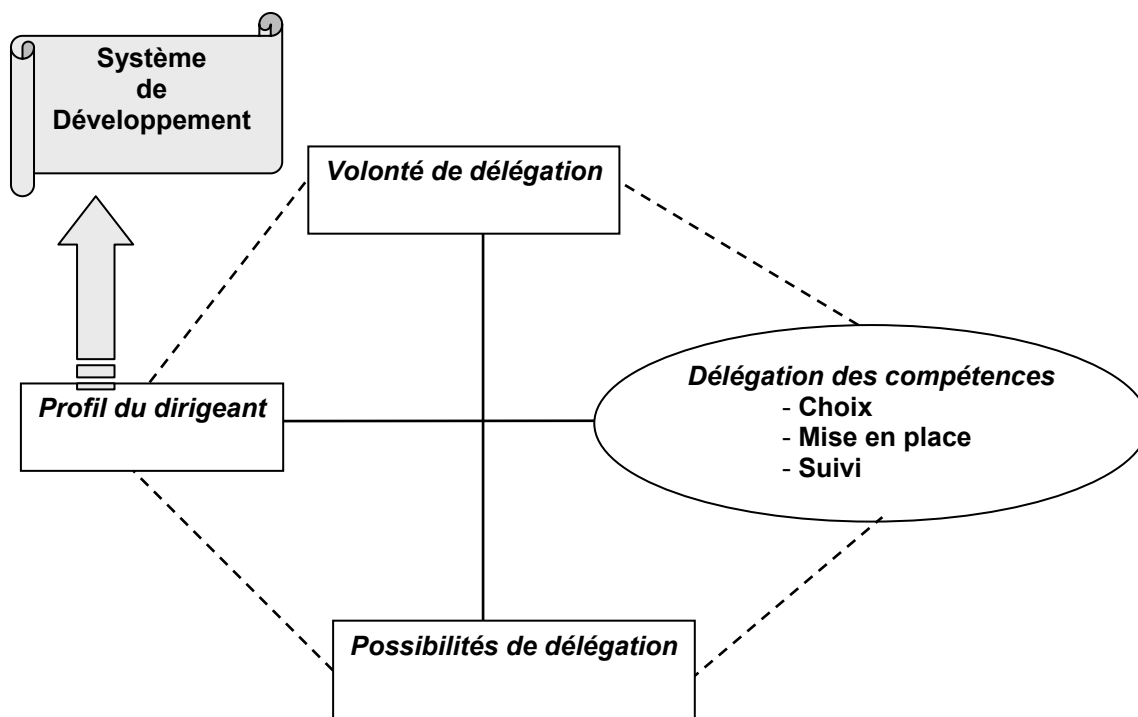 Système
de
Développement
Volonté de délégation
Profil du dirigeant
Délégation des compétences
- Choix
- Mise en place
- Suivi
Possibilités de délégation